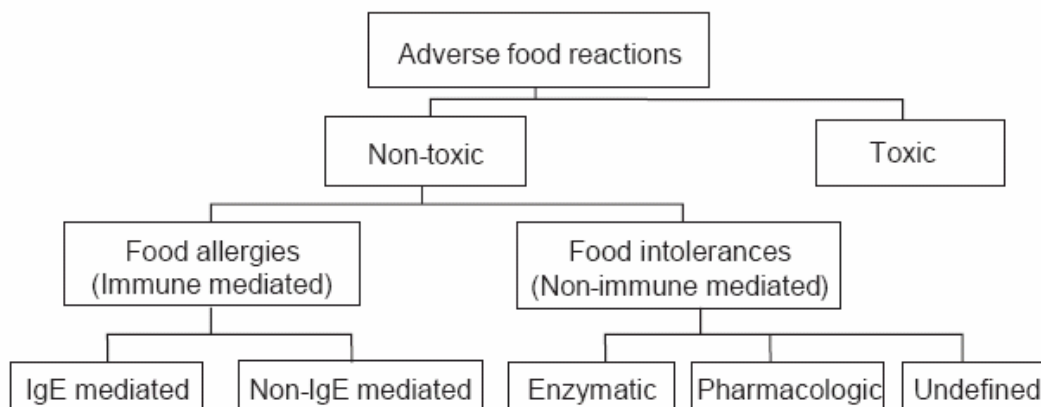 Adverse food reactions
Non-toxic
Toxic
Food allergies
(Immune mediated)
Food intolerances
(Non-immune mediated)
IgE mediated
Non-IgE mediated
Enzymatic
Pharmacologic
Undefined